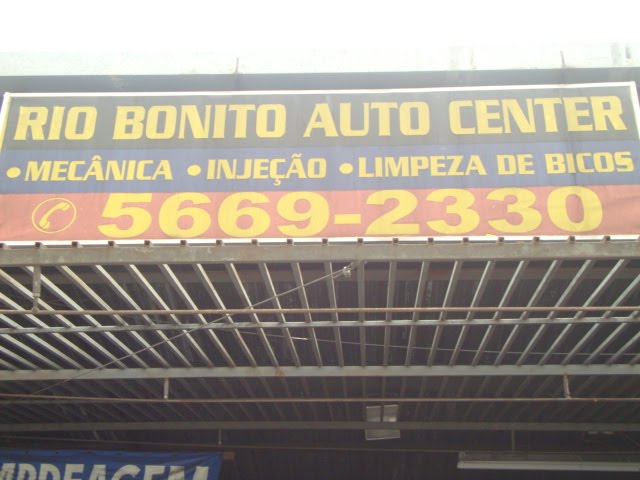 RIO BONITO AUTO CENTER
• MECÂNICA • INJEÇÃO • LIMPEZA DE BICOS
5669-2330